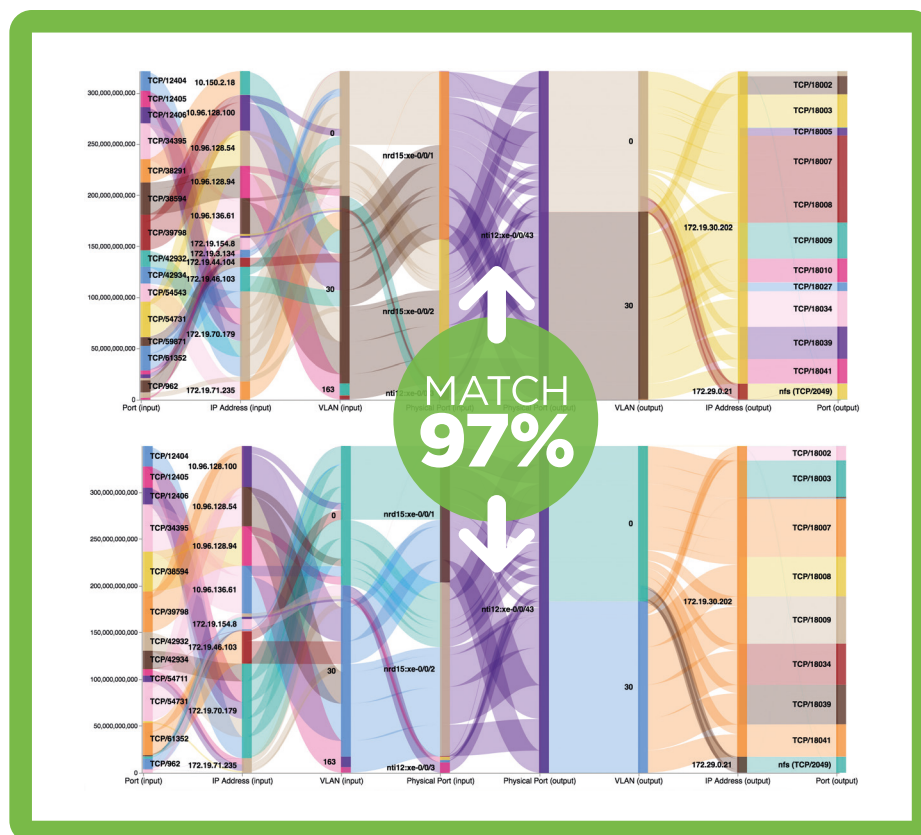 TCP/12404
TCP/12405
TCP/12406
TCP/34395
TCP/38291
TCP/38594
TCP/39798
TCP/42932
TCP/42934
TCP/54543
TCP/54731
TCP/59871
TCP/61352
TCP/962
300,000,000,000
250,000,000,000
200,000,000,000
150,000,000,000
100,000,000,000
50,000,000,000
0
10.150.2.18
10.96.128.100
10.96.128.54
10.96.128.94
10.96.136.61
172.19.154.8
172.19.3.134
172.19.44.104
172.19.46.103
172.19.70.179
172.19.71.235
0
30
163
nrd15:xe-0/0/1
nrd15:xe-0/0/2
nti12:xe-0/0/43
0
30
172.19.30.202
172.29.0.21
TCP/18002
TCP/18003
TCP/18005
TCP/18007
TCP/18008
TCP/18009
TCP/18010
TCP/18027
TCP/18034
TCP/18039
TCP/18041
nfs (TCP/2049)
Port (input)
IP Address (input)
VLAN (input)
VLAN (output)
IP Address (output)
Port (output)
MATCH
97%
TCP/12404
TCP/12405
TCP/12406
TCP/34395
TCP/38594
TCP/39798
TCP/42932
TCP/42934
TCP/54711
TCP/54731
TCP/61352
TCP/962
300,000,000,000
250,000,000,000
200,000,000,000
150,000,000,000
100,000,000,000
50,000,000,000
0
10.96.128.100
10.96.128.54
10.96.128.94
10.96.136.61
172.19.154.8
172.19.46.103
172.19.70.179
172.19.71.235
0
30
163
nrd15:xe-0/0/1
nrd15:xe-0/0/2
nti12:xe-0/0/3
nti12:xe-0/0/43
0
30
172.19.30.202
172.29.0.21
TCP/18002
TCP/18003
TCP/18007
TCP/18008
TCP/18009
TCP/18034
TCP/18039
TCP/18041
nfs (TCP/2049)
Port (input)
IP Address (input)
VLAN (input)
Physical Port (input)
Physical Port (output)
VLAN (output)
IP Address (output)
Port (output)